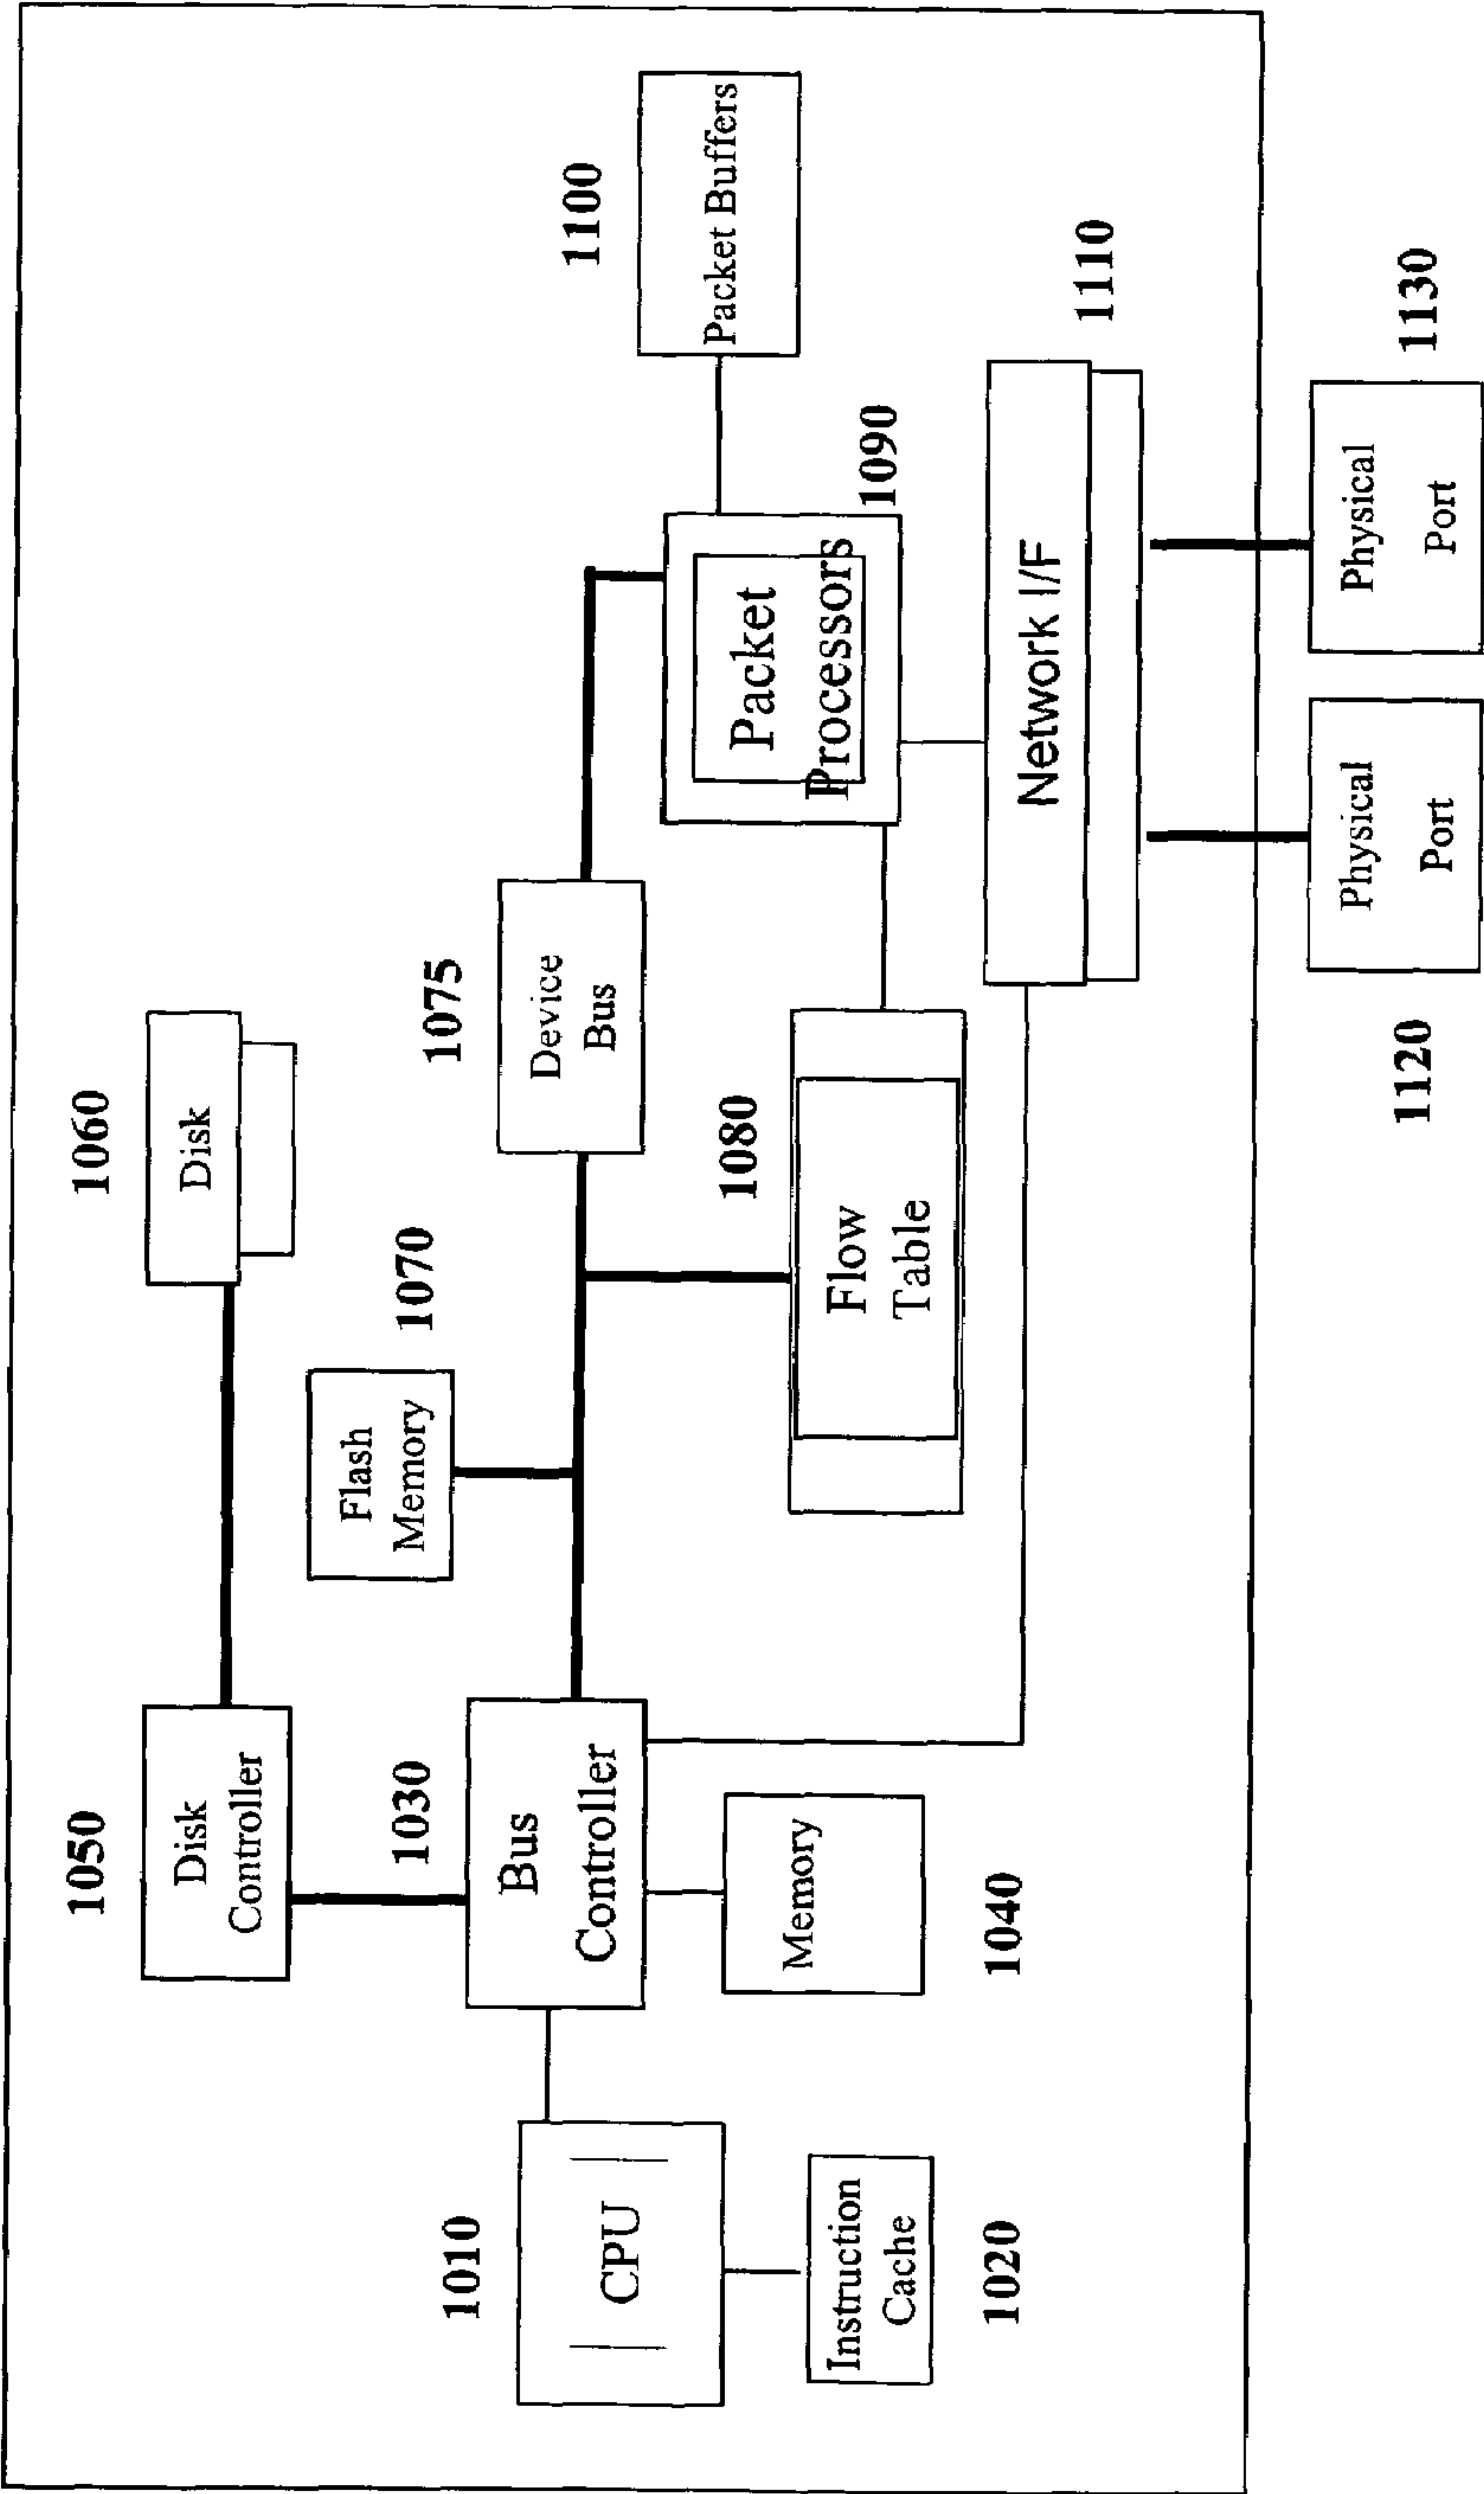 1050
Disk
Controller
1060
Disk
1030
Bus
Controller
1070
Flash
Memory
1075
Device
Bus
1100
Packet Buffers
1010
CPU
1020
Instruction
Cache
1040
Memory
1080
Flow
Table
1090
Packet
Processors
1110
Network I/F
1120
Physical
Port
1130
Physical
Port